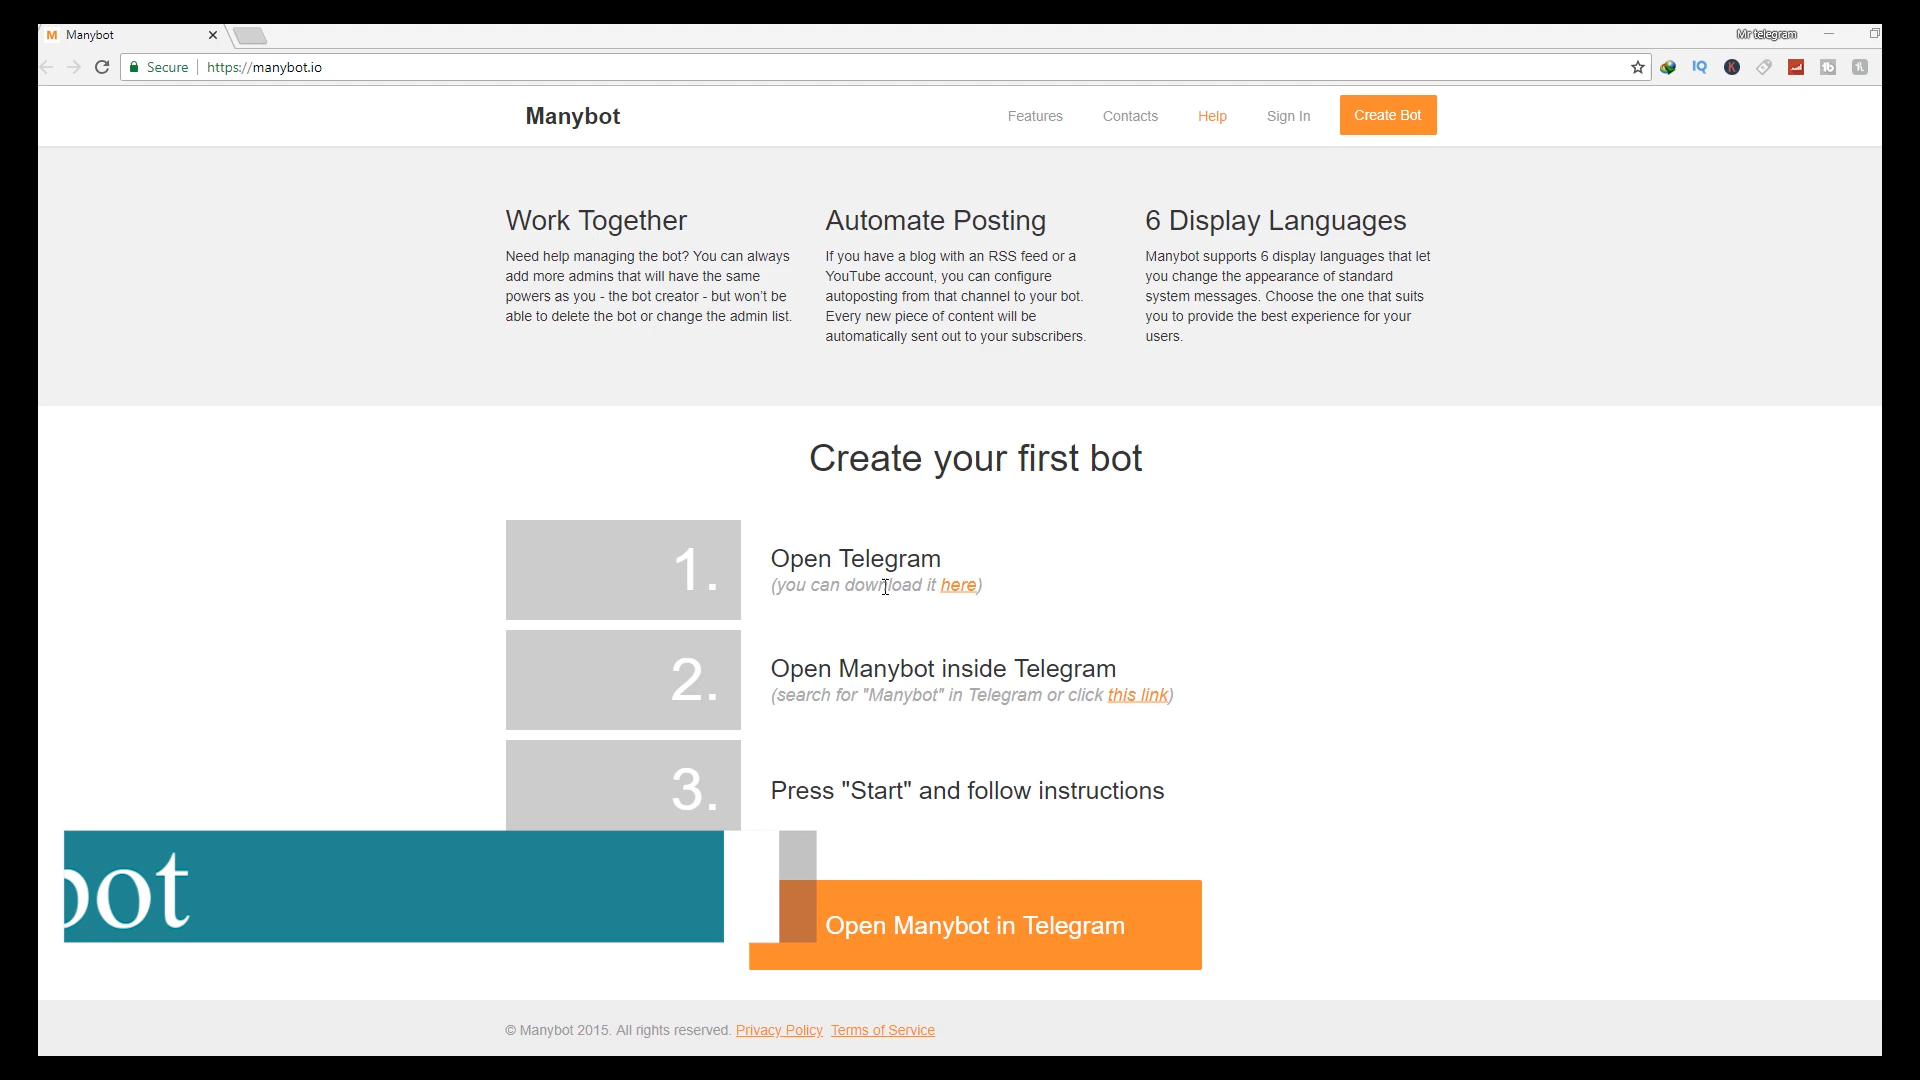 Manybot
Mr telegram
Secure
https://manybot.io
IQ
Manybot
Features
Contacts
Help
Sign In
Create Bot
Work Together
Need help managing the bot? You can always
add more admins that will have the same
powers as you - the bot creator - but won't be
able to delete the bot or change the admin list.
Automate Posting
If you have a blog with an RSS feed or a
YouTube account, you can configure
autoposting from that channel to your bot.
Every new piece of content will be
automatically sent out to your subscribers.
6 Display Languages
Manybot supports 6 display languages that let
you change the appearance of standard
system messages. Choose the one that suits
you to provide the best experience for your
users.
Create your first bot
1.
Open Telegram
(you can download it here)
2.
Open Manybot inside Telegram
(search for "Manybot" in Telegram or click this link)
3.
Press "Start" and follow instructions
bot
Open Manybot in Telegram
© Manybot 2015. All rights reserved. Privacy Policy Terms of Service